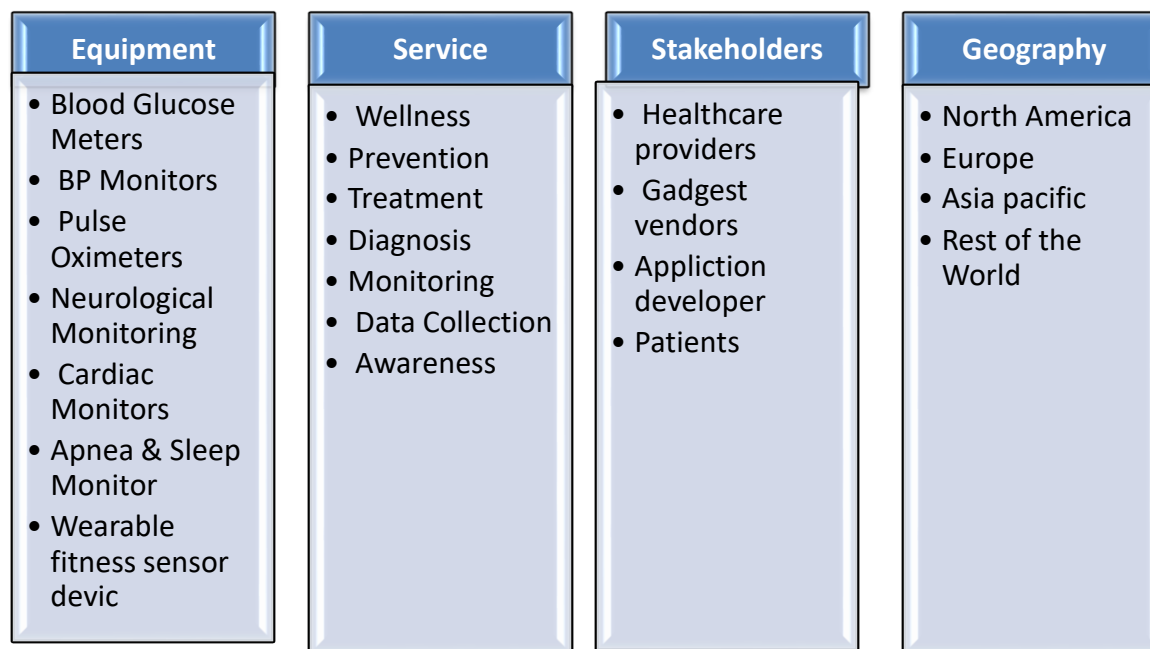 Equipment
• Blood Glucose
Meters
• BP Monitors
• Pulse
Oximeters
• Neurological
Monitoring
• Cardiac
Monitors
• Apnea & Sleep
Monitor
• Wearable
fitness sensor
devic
Service
• Wellness
• Prevention
• Treatment
• Diagnosis
• Monitoring
• Data Collection
• Awareness
Stakeholders
• Healthcare
providers
• Gadgest
vendors
• Appliction
developer
• Patients
Geography
• North America
• Europe
• Asia pacific
• Rest of the
World